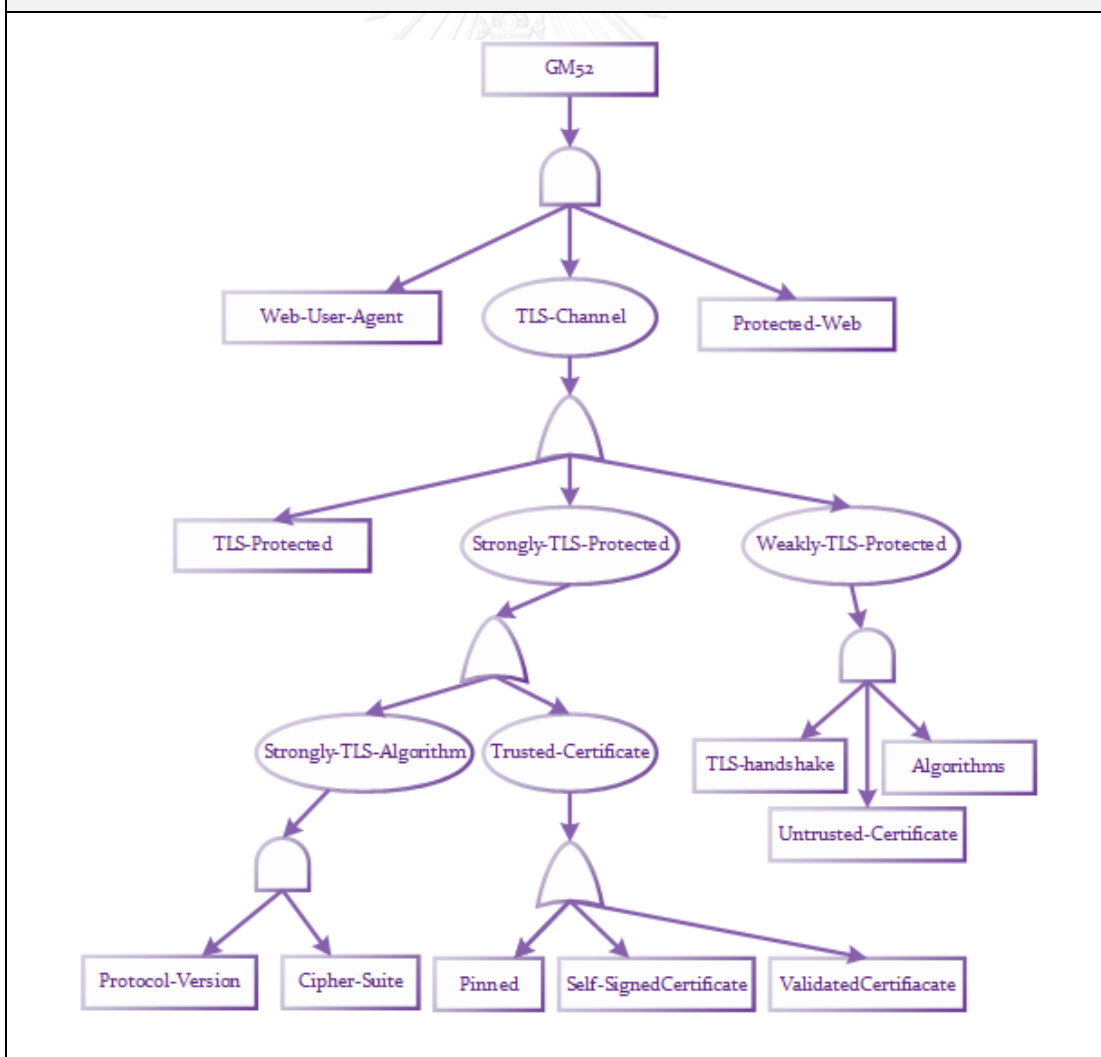 GM52
Web-User-Agent
TLS-Channel
Protected-Web
TLS-Protected
Strongly-TLS-Protected
Weakly-TLS-Protected
Strongly-TLS-Algorithm
Trusted-Certificate
TLS-handshake
Algorithms
Untrusted-Certificate
Protocol-Version
Cipher-Suite
Pinned
Self-SignedCertificate
ValidatedCertifiacate